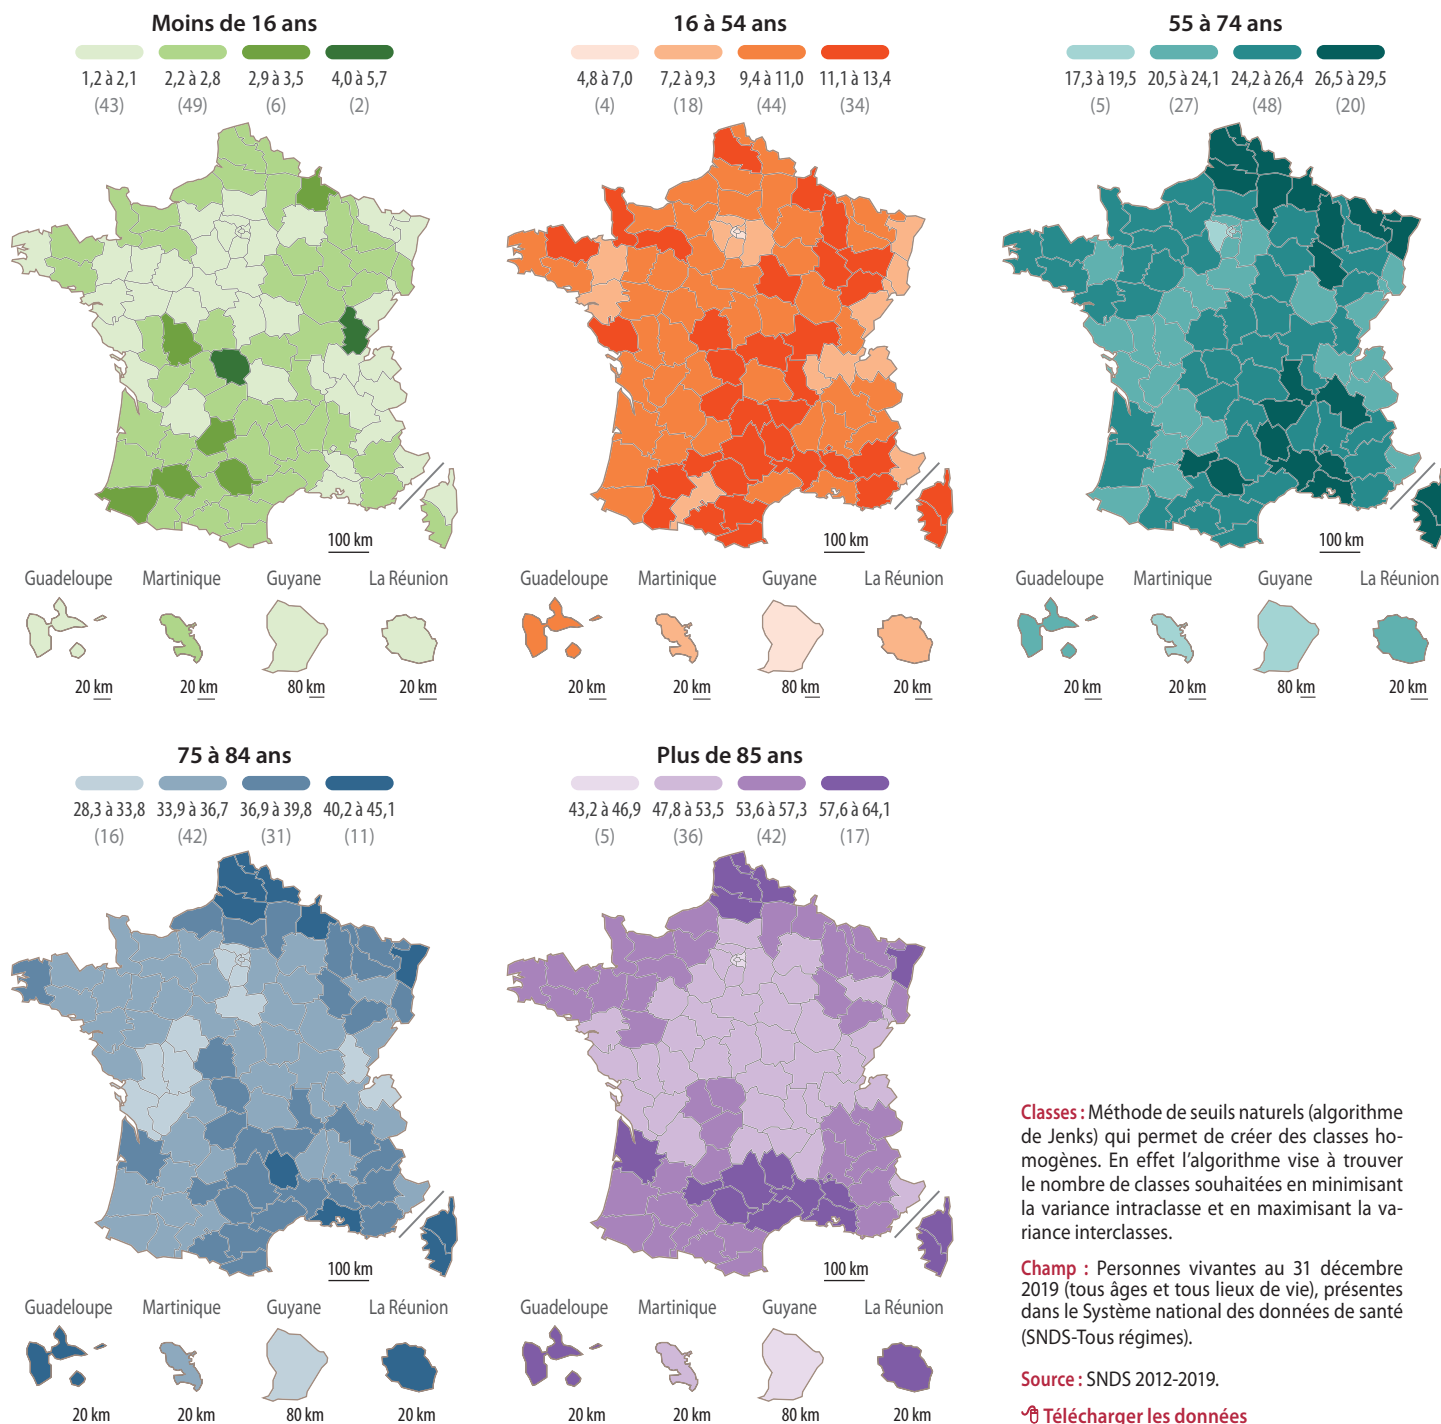 Moins de 16 ans
1,2 à 2,1 2,2 à 2,8 2,9 à 3,5 4,0 à 5,7
(43) (49) (6) (2)
100 km
Guadeloupe Martinique Guyane La Réunion
20 km 20 km 80 km 20 km
16 à 54 ans
4,8 à 7,0 7,2 à 9,3 9,4 à 11,0 11,1 à 13,4
(4) (18) (44) (34)
100 km
Guadeloupe Martinique Guyane La Réunion
20 km 20 km 80 km 20 km
55 à 74 ans
17,3 à 19,5 20,5 à 24,1 24,2 à 26,4 26,5 à 29,5
(5) (27) (48) (20)
100 km
Guadeloupe Martinique Guyane La Réunion
20 km 20 km 80 km 20 km
75 à 84 ans
28,3 à 33,8 33,9 à 36,7 36,9 à 39,8 40,2 à 45,1
(16) (42) (31) (11)
100 km
Guadeloupe Martinique Guyane La Réunion
20 km 20 km 80 km 20 km
Plus de 85 ans
43,2 à 46,9 47,8 à 53,5 53,6 à 57,3 57,6 à 64,1
(5) (36) (42) (17)
100 km
Guadeloupe Martinique Guyane La Réunion
20 km 20 km 80 km 20 km
Classes : Méthode de seuils naturels (algorithme
de Jenks) qui permet de créer des classes ho-
mogènes. En effet l'algorithme vise à trouver
le nombre de classes souhaitées en minimisant
la variance intraclasse et en maximisant la va-
riance interclasses.
Champ : Personnes vivantes au 31 décembre
2019 (tous âges et tous lieux de vie), présentes
dans le Système national des données de santé
(SNDS-Tous régimes).
Source : SNDS 2012-2019.
Télécharger les données